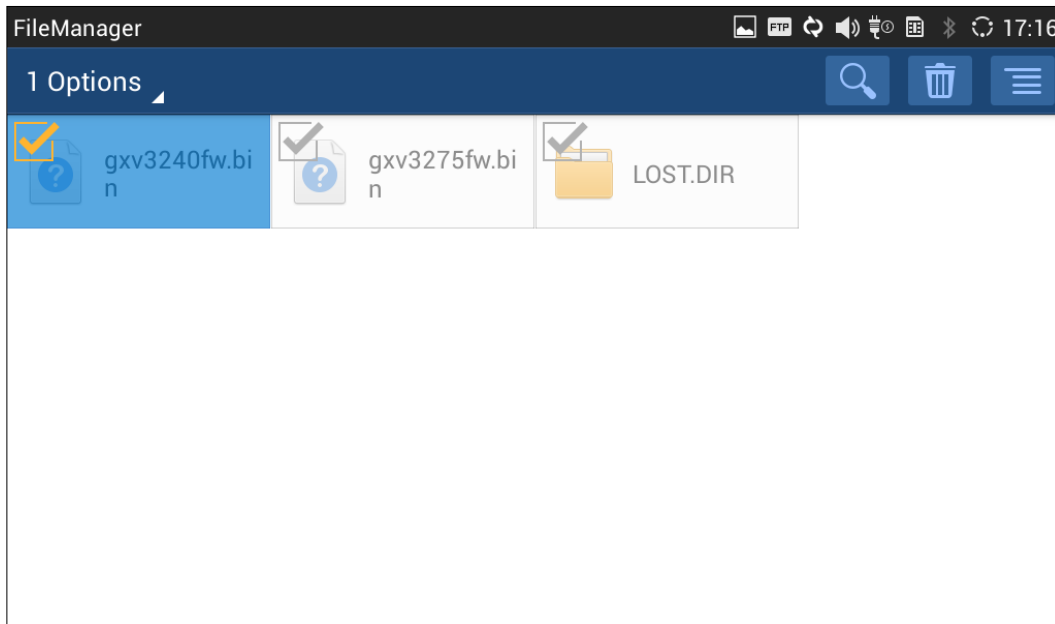 FileManager
FTP
17:16
1 Options
gxv3240fw.bi
n
gxv3275fw.bi
n
LOST.DIR